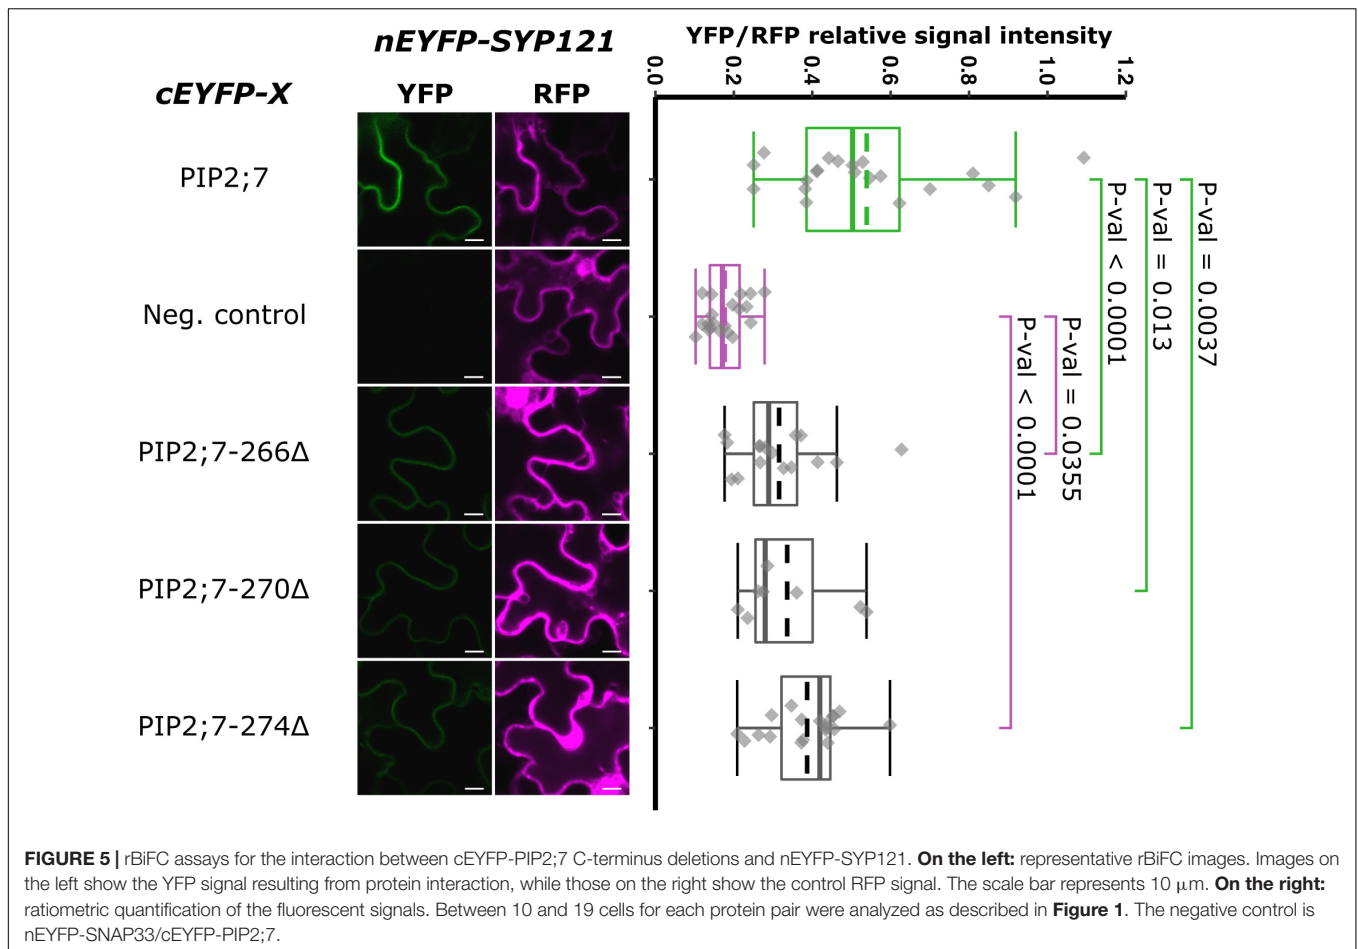 nEYFP-SYP121
cEYFP-X
YFP
RFP
YFP/RFP relative signal intensity
0.0
0.2
0.4
0.6
0.8
1.0
1.2
PIP2;7
Neg. control
PIP2;7-266Δ
PIP2;7-270Δ
PIP2;7-274Δ
P-val = 0.0037
P-val = 0.013
P-val < 0.0001
P-val = 0.0355
P-val < 0.0001
FIGURE 5 | rBiFC assays for the interaction between cEYFP-PIP2;7 C-terminus deletions and nEYFP-SYP121. On the left: representative rBiFC images. Images on
the left show the YFP signal resulting from protein interaction, while those on the right show the control RFP signal. The scale bar represents 10 μm. On the right:
ratiometric quantification of the fluorescent signals. Between 10 and 19 cells for each protein pair were analyzed as described in Figure 1. The negative control is
nEYFP-SNAP33/cEYFP-PIP2;7.